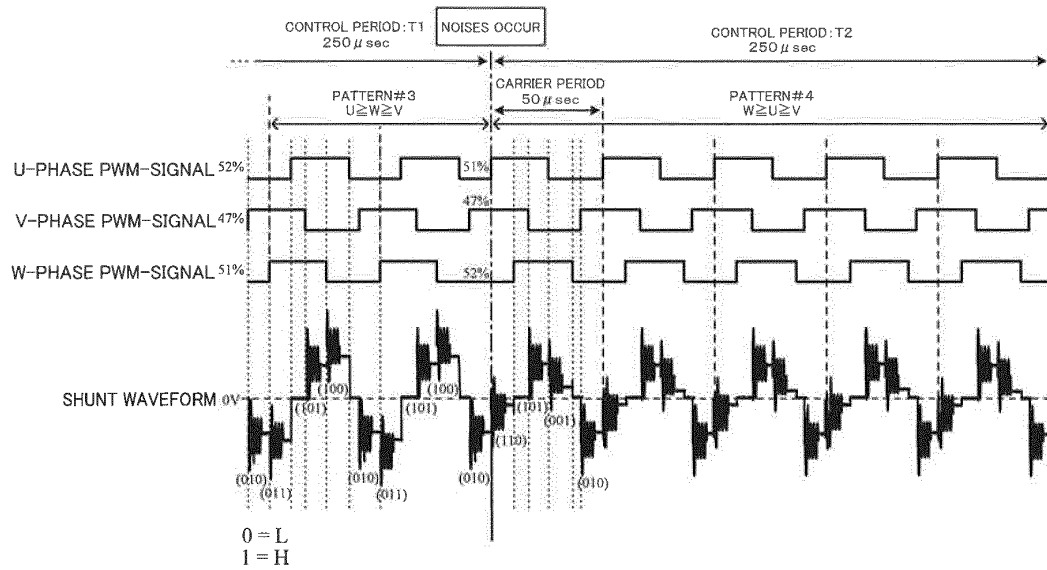 CONTROL PERIOD:T1
250 μ sec
NOISES OCCUR
CONTROL PERIOD:T2
250 μ sec
PATTERN#3
U≧W≧V
CARRIER PERIOD
50 μ sec
PATTERN#4
W≧U≧V
U-PHASE PWM-SIGNAL 52%
51%
V-PHASE PWM-SIGNAL 47%
47%
W-PHASE PWM-SIGNAL 51%
52%
SHUNT WAVEFORM 0V
(010)
(011)
(101)
(100)
(010)
(011)
(101)
(100)
(010)
(110)
(101)
(001)
(010)
0 = L
1 = H